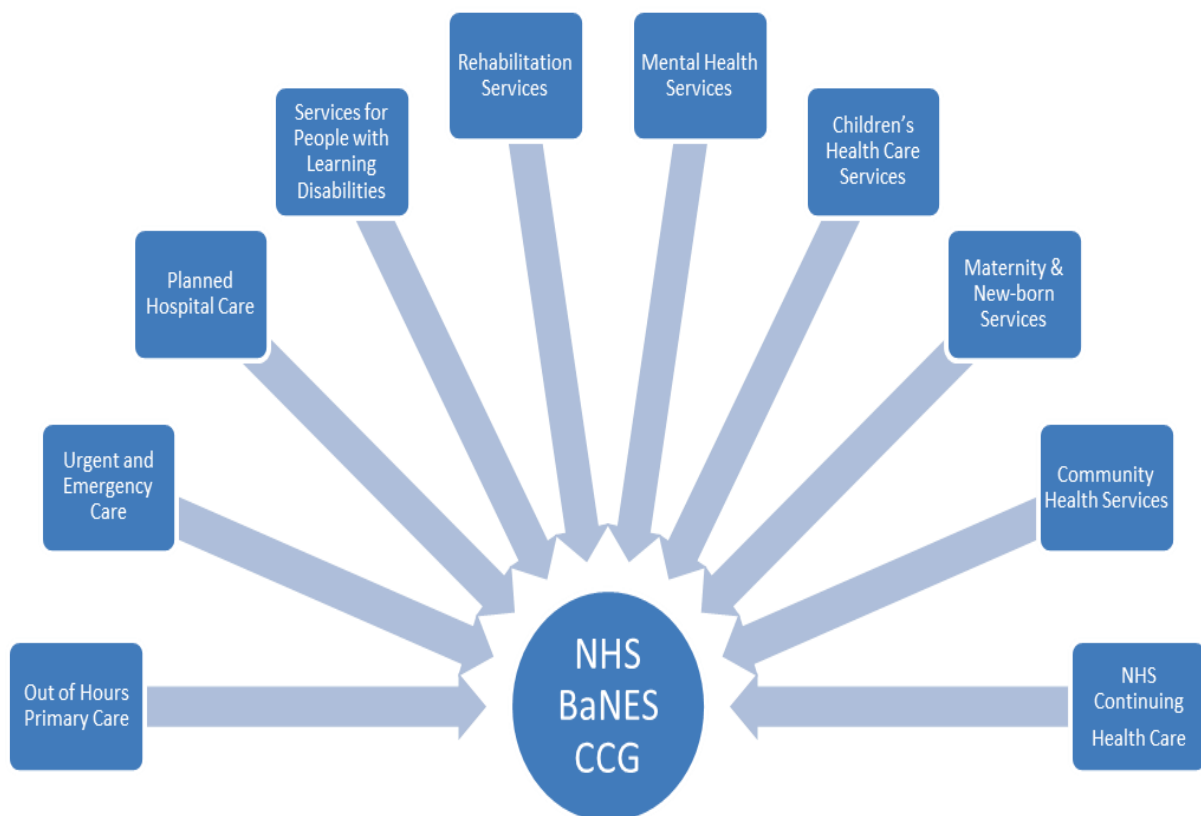 Out of Hours
Primary Care
Urgent and
Emergency
Care
Planned
Hospital Care
Services for
People with
Learning
Disabilities
Rehabilitation
Services
Mental Health
Services
Children’s
Health Care
Services
Maternity &
New-born
Services
Community
Health Services
NHS
Continuing
Health Care
NHS
BaNES
CCG